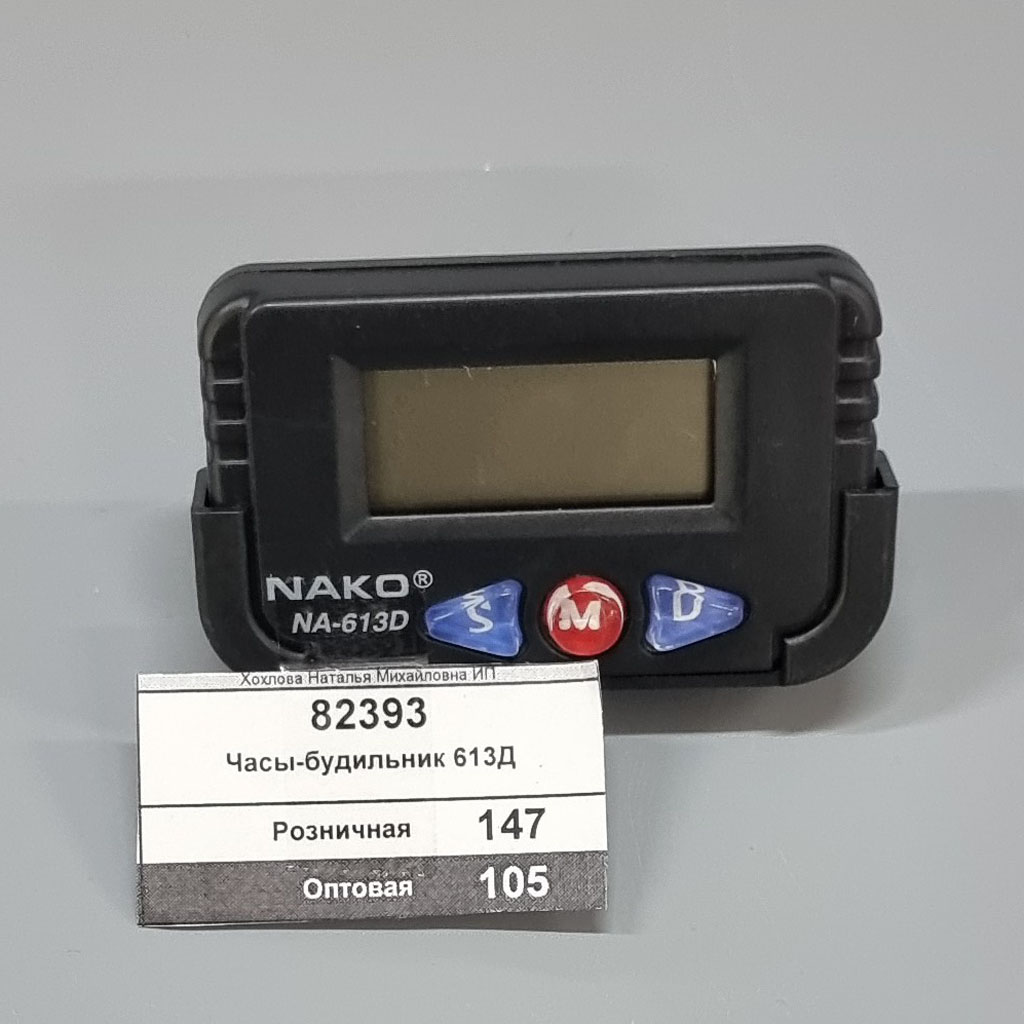 NAKO®
NA-613D
S M D
Хохлова Наталья Михайловна ИП
82393
Часы-будильник 613Д
Розничная 147
Оптовая 105